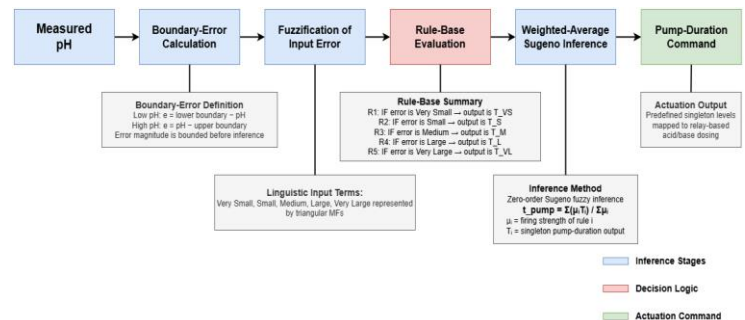 Measured
pH
Boundary-Error
Calculation
Fuzzification of
Input Error
Rule-Base
Evaluation
Weighted-Average
Sugeno Inference
Pump-Duration
Command
Boundary-Error Definition
Low pH: e = lower boundary − pH
High pH: e = pH − upper boundary
Error magnitude is bounded before inference
Rule-Base Summary
R1: IF error is Very Small → output is T_VS
R2: IF error is Small → output is T_S
R3: IF error is Medium → output is T_M
R4: IF error is Large → output is T_L
R5: IF error is Very Large → output is T_VL
Actuation Output
Predefined singleton levels
mapped to relay-based
acid/base dosing
Linguistic Input Terms:
Very Small, Small, Medium, Large, Very Large represented
by triangular MFs
Inference Method
Zero-order Sugeno fuzzy inference
t_pump = Σ(μᵢTᵢ) / Σμᵢ
μᵢ = firing strength of rule i
Tᵢ = singleton pump-duration output
Inference Stages
Decision Logic
Actuation Command